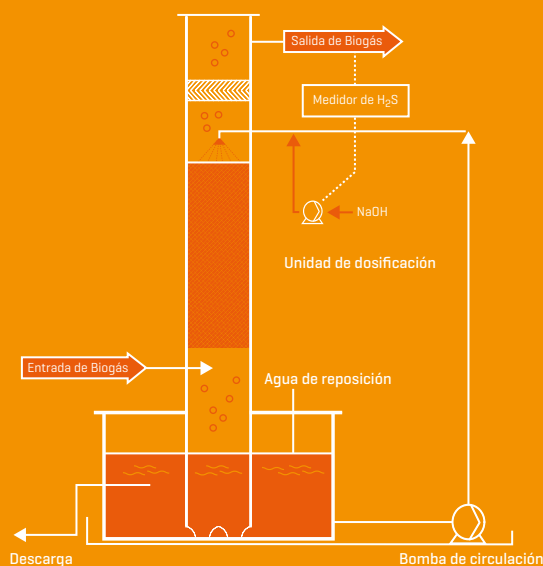 Salida de Biogás
Medidor de H₂S
NaOH
Unidad de dosificación
Entrada de Biogás
Agua de reposición
Descarga
Bomba de circulación